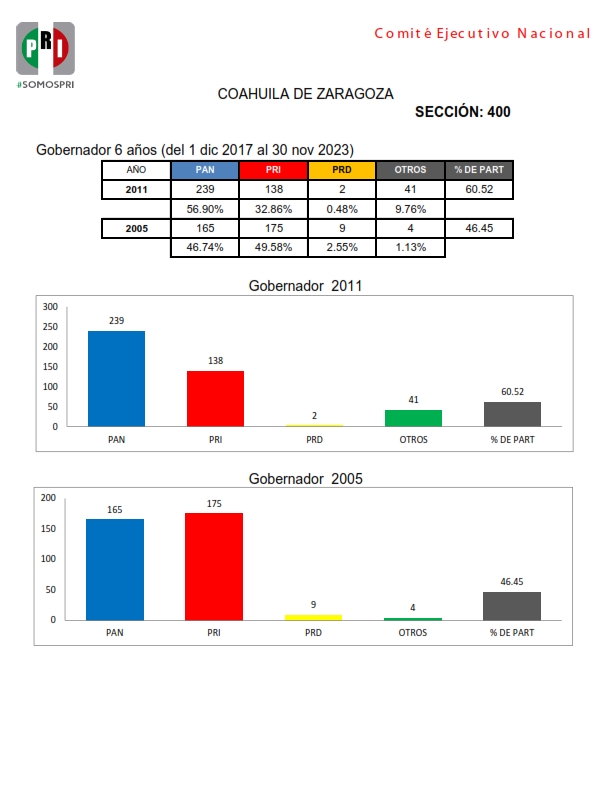 Comité Ejecutivo Nacional
PRI
#SOMOSPRI
COAHUILA DE ZARAGOZA
SECCIÓN: 400
Gobernador 6 años (del 1 dic 2017 al 30 nov 2023)
AÑO PAN PRI PRD OTROS % DE PART
2011 239 138 2 41 60.52
56.90% 32.86% 0.48% 9.76%
2005 165 175 9 4 46.45
46.74% 49.58% 2.55% 1.13%
Gobernador 2011
300
250
200
150
100
50
0
239
138
2
41
60.52
PAN PRI PRD OTROS % DE PART
Gobernador 2005
200
150
100
50
0
165
175
9
4
46.45
PAN PRI PRD OTROS % DE PART